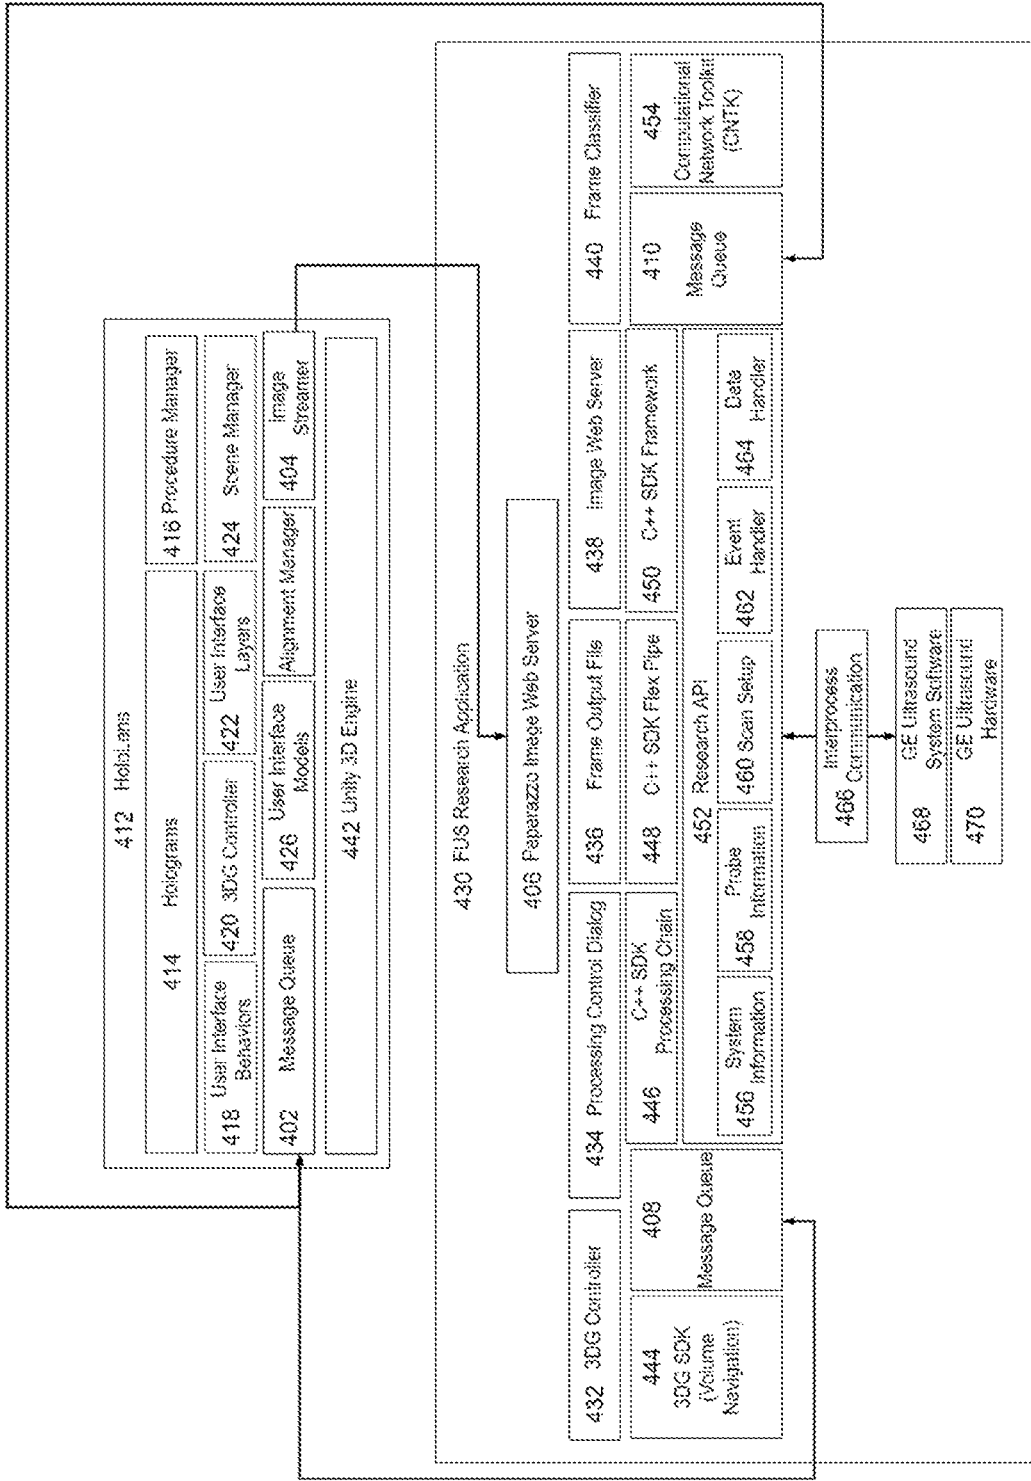 412 HoloLens
414 Holograms
416 Procedure Manager
418 User Interface
Behaviors
420 3DG Controller
422 User Interface
Layers
424 Scene Manager
402 Message Queue
426 User Interface
Models
Alignment Manager
404 Image
Streamer
442 Unity 3D Engine
430 FUS Research Application
406 Paparazzo Image Web Server
432 3DG Controller
434 Processing Control Dialog
436 Frame Output File
438 Image Web Server
440 Frame Classifier
444
3DG SDK
(Volume
Navigation)
408
Message Queue
446 C++ SDK
Processing Chain
448 C++ SDK Flex Pipe
450 C++ SDK Framework
410
Message
Queue
454
Computational
Network Toolkit
(CNTK)
452 Research API
456 System
Information
458 Probe
Information
460 Scan Setup
462 Event
Handler
464 Data
Handler
466 Interprocess
Communication
468 GE Ultrasound
System Software
470 GE Ultrasound
Hardware